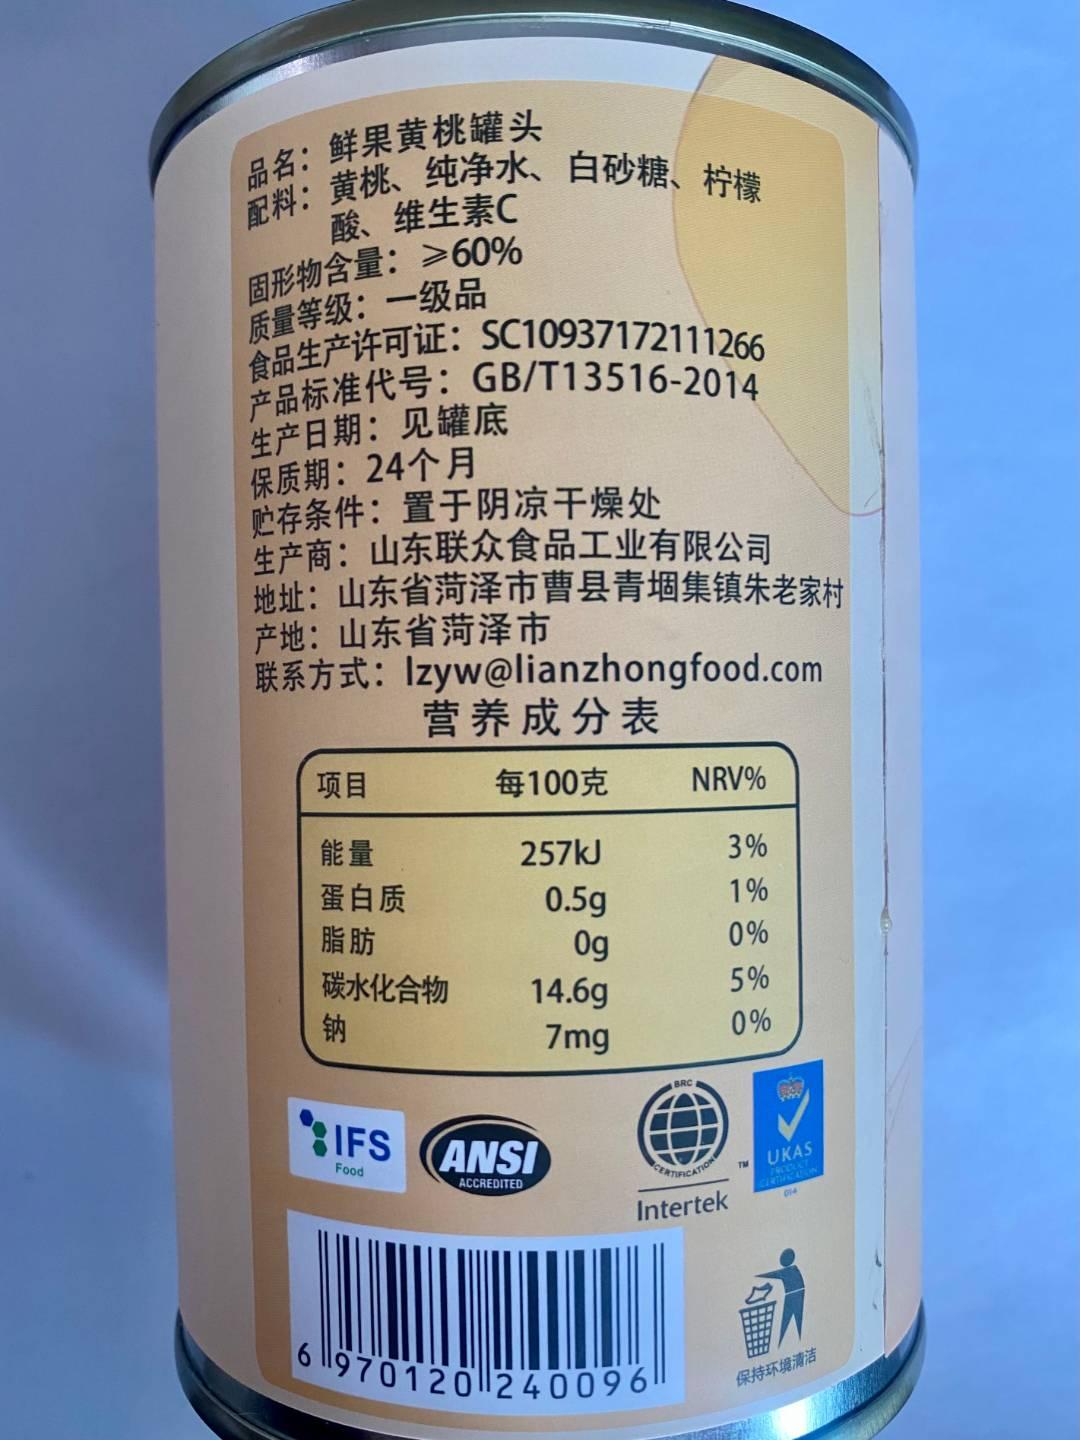 品名：鲜果黄桃罐头
配料：黄桃、纯净水、白砂糖、柠檬
酸、维生素C
固形物含量：≥60%
质量等级：一级品
食品生产许可证：SC10937172111266
产品标准代号：GB/T13516-2014
生产日期：见罐底
保质期：24个月
贮存条件：置于阴凉干燥处
生产商：山东联众食品工业有限公司
地址：山东省菏泽市曹县青堌集镇朱老家村
产地：山东省菏泽市
联系方式：lzyw@lianzhongfood.com
营养成分表
项目 每100克 NRV%
能量 257kJ 3%
蛋白质 0.5g 1%
脂肪 0g 0%
碳水化合物 14.6g 5%
钠 7mg 0%
IFS
Food
ANSI
ACCREDITED
BRC
CERTIFICATION
TM
Intertek
UKAS
PRODUCT
CERTIFICATION
014
6 970120 240096
保持环境清洁